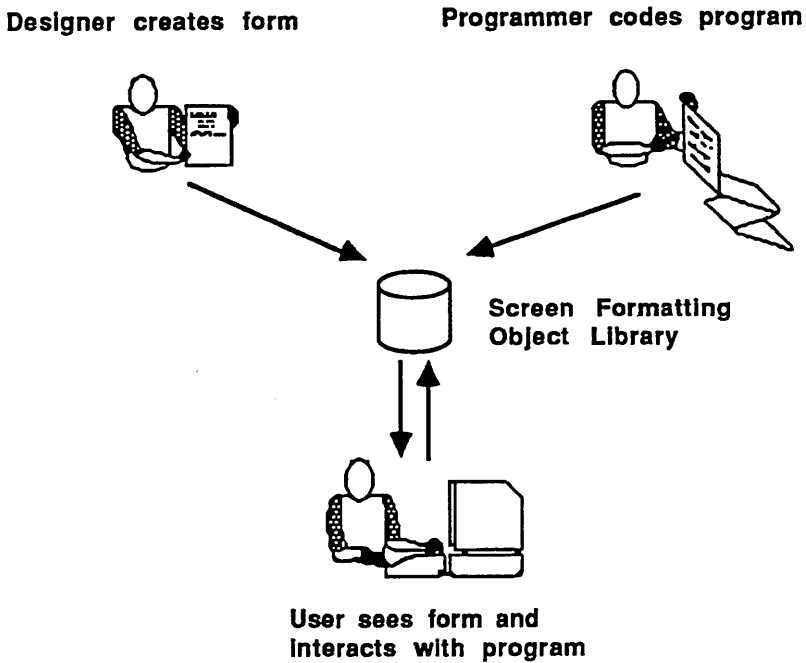 Designer creates form
Programmer codes program
Screen Formatting
Object Library
User sees form and
interacts with program